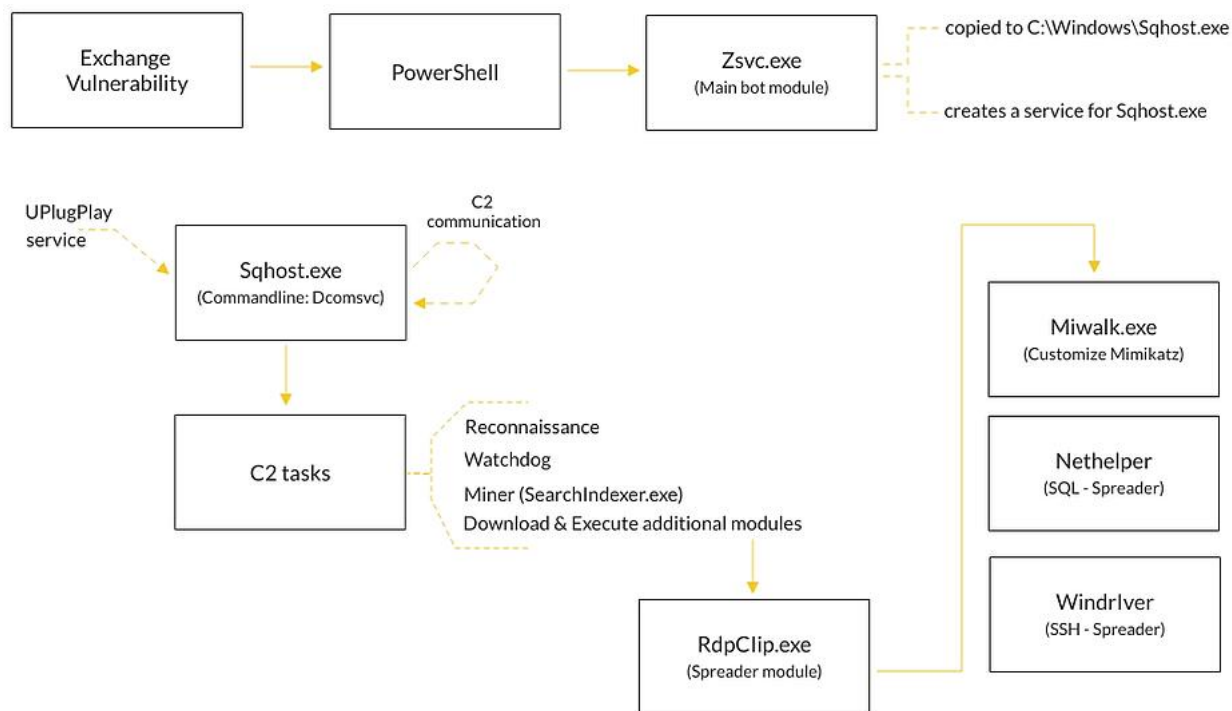 Exchange
Vulnerability
PowerShell
Zsvc.exe
(Main bot module)
copied to C:\Windows\Sqhost.exe
creates a service for Sqhost.exe
UPlugPlay
service
Sqhost.exe
(Commandline: Dcomsvc)
C2
communication
C2 tasks
Reconnaissance
Watchdog
Miner (SearchIndexer.exe)
Download & Execute additional modules
RdpCIip.exe
(Spreader module)
Miwalk.exe
(Customize Mimikatz)
Nethelper
(SQL - Spreader)
WindrIver
(SSH - Spreader)